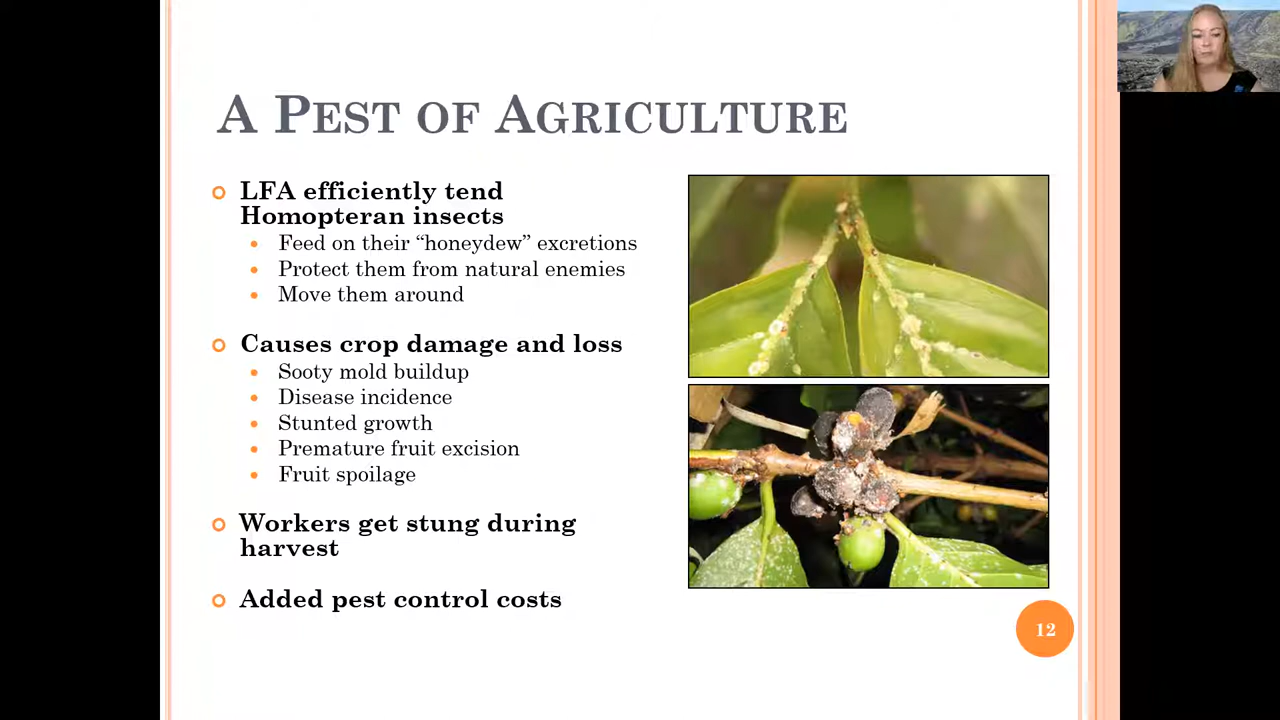 A Pest of Agriculture
LFA efficiently tend
Homopteran insects
Feed on their “honeydew” excretions
Protect them from natural enemies
Move them around
Causes crop damage and loss
Sooty mold buildup
Disease incidence
Stunted growth
Premature fruit excision
Fruit spoilage
Workers get stung during
harvest
Added pest control costs
12